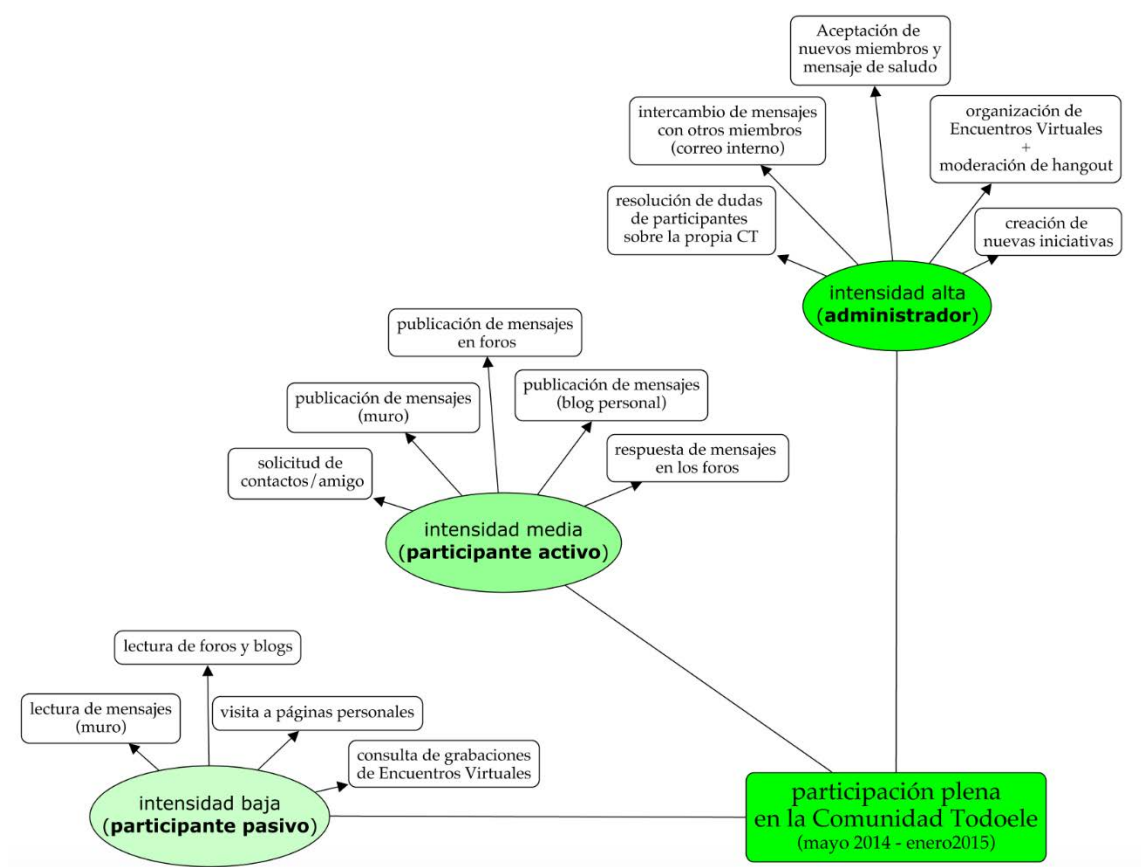 Aceptación de
nuevos miembros y
mensaje de saludo
intercambio de mensajes
con otros miembros
(correo interno)
organización de
Encuentros Virtuales
+
moderación de hangout
resolución de dudas
de participantes
sobre la propia CT
creación de
nuevas iniciativas
intensidad alta
(administrador)
publicación de mensajes
en foros
publicación de mensajes
(muro)
publicación de mensajes
(blog personal)
solicitud de
contactos/amigo
respuesta de mensajes
en los foros
intensidad media
(participante activo)
lectura de foros y blogs
lectura de mensajes
(muro)
visita a páginas personales
consulta de grabaciones
de Encuentros Virtuales
intensidad baja
(participante pasivo)
participación plena
en la Comunidad Todoele
(mayo 2014 - enero2015)